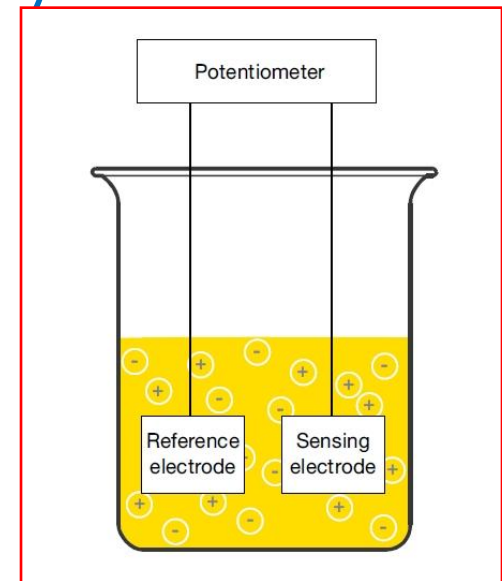 Potentiometer
Reference
electrode
Sensing
electrode